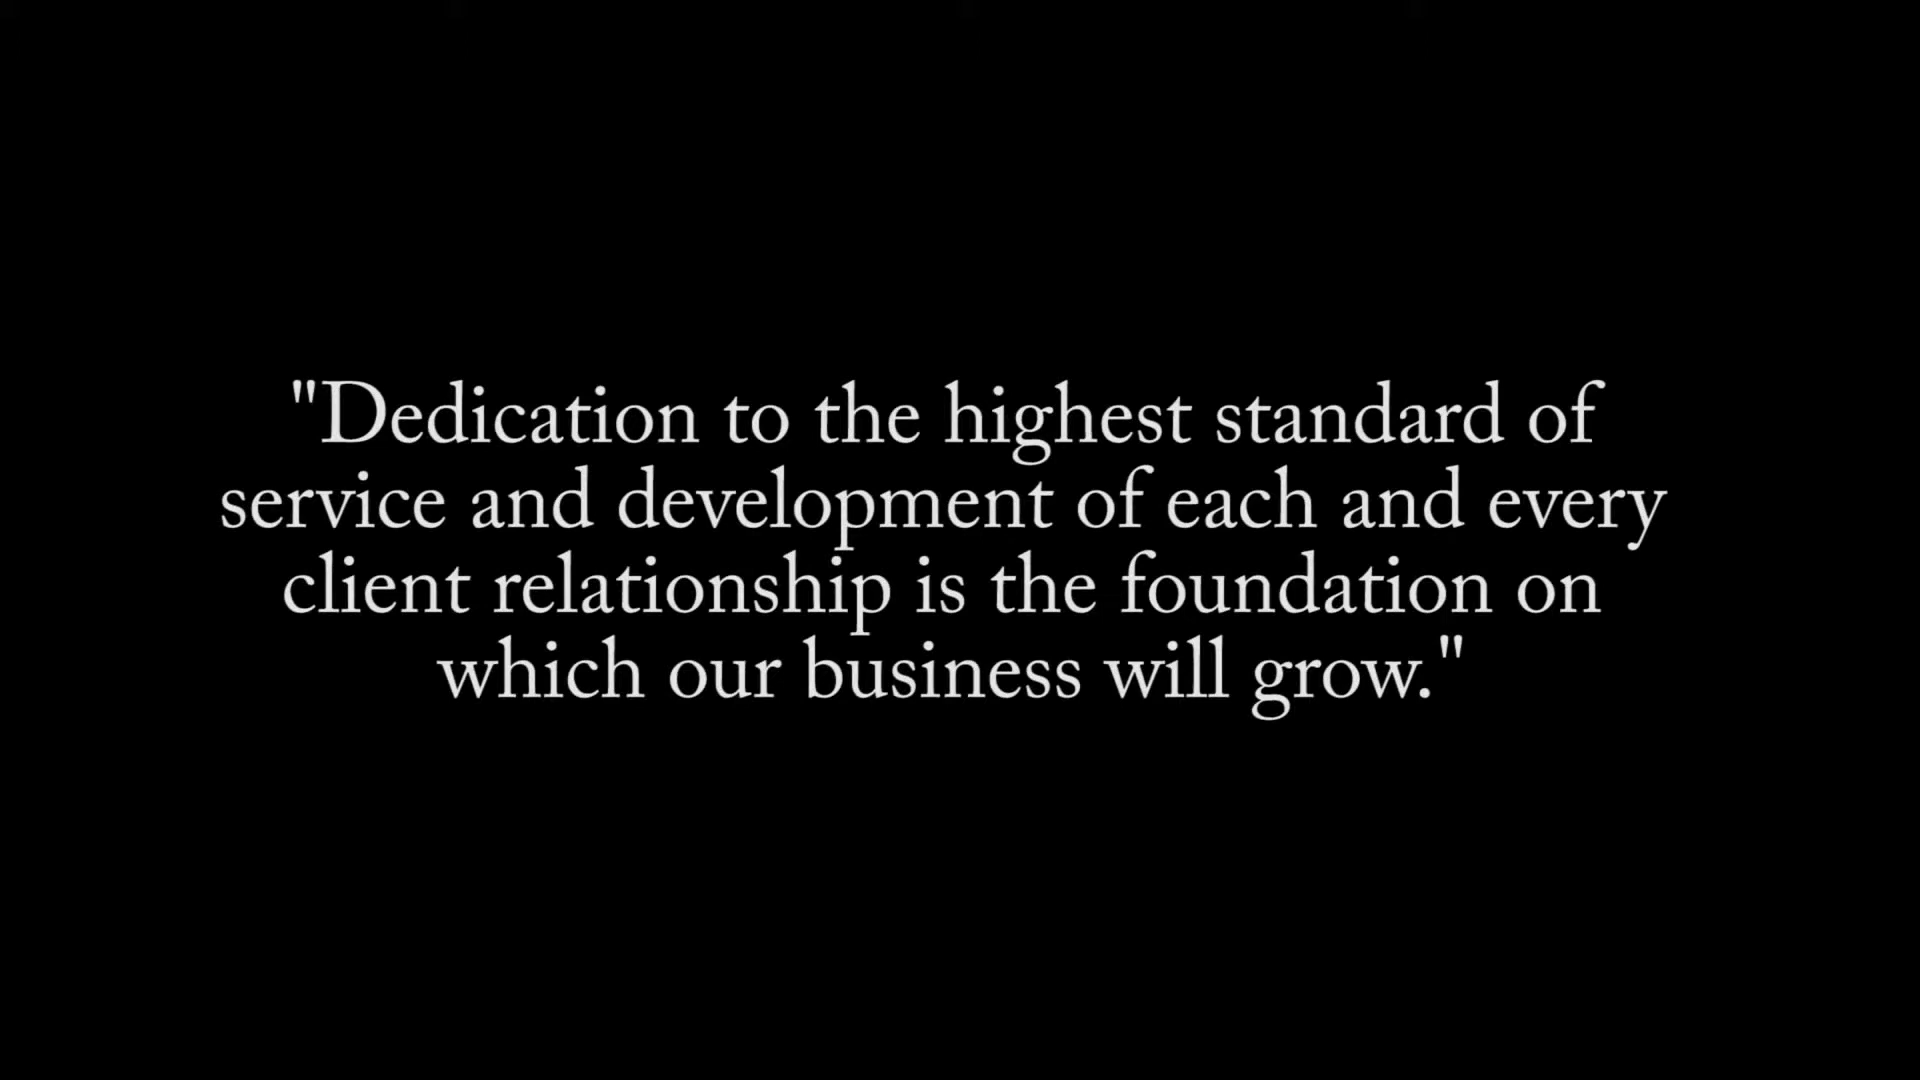 "Dedication to the highest standard of
service and development of each and every
client relationship is the foundation on
which our business will grow."